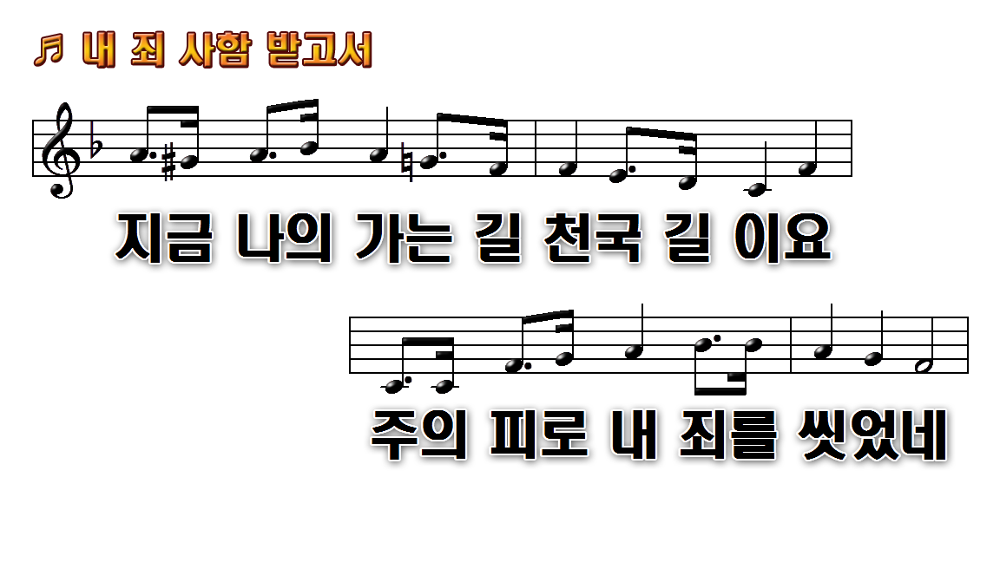 ♬ 내 죄 사함 받고서
지금 나의 가는 길 천국 길 이요
주의 피로 내 죄를 씻었네